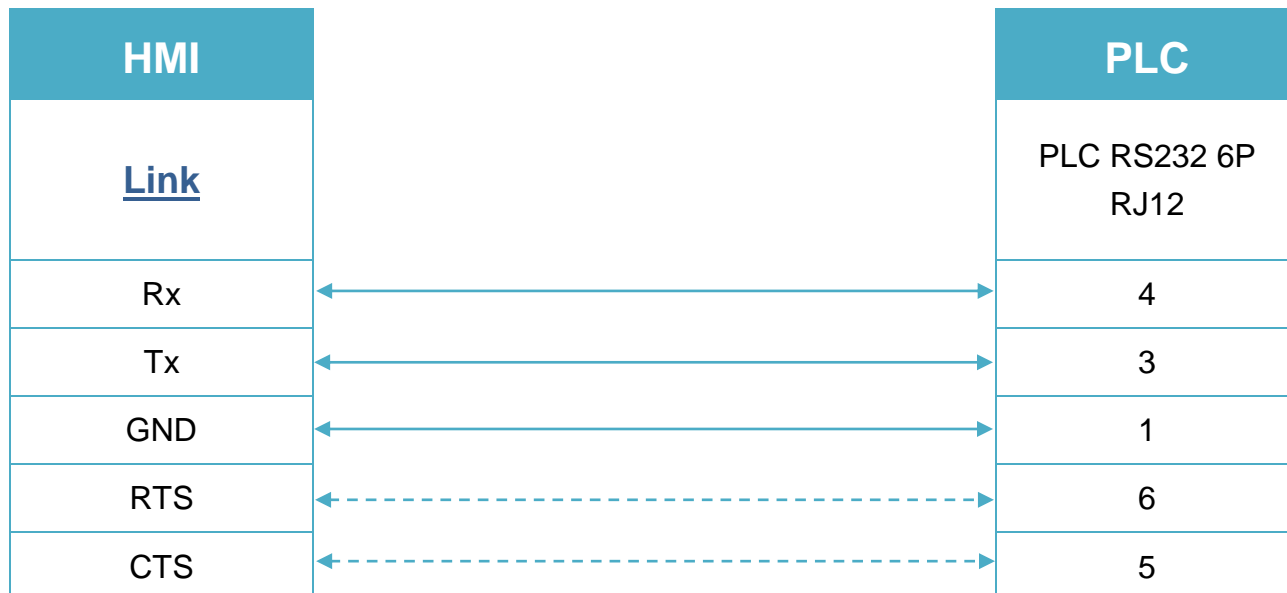 HMI PLC
Link PLC RS232 6P
RJ12
Rx 4
Tx 3
GND 1
RTS 6
CTS 5